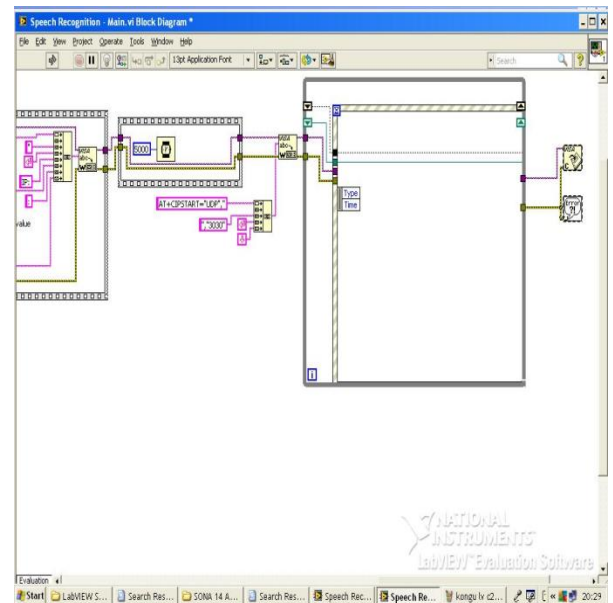 Speech Recognition - Main.vi Block Diagram *
File Edit View Project Operate Tools Window Help
13pt Application Font
Search
5000
AT+CIPSTART="UDP","
","3030"
value
Type
Time
i
Error
NATIONAL
INSTRUMENTS
LabVIEW™ Evaluation Software
Evaluation
Start LabVIEW S... Search Res... SONA 14 A... Search Res... Speech Rec... Speech Re... kongu lv c2... 20:29